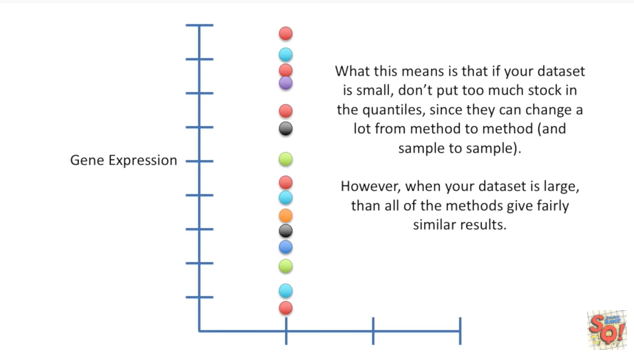 What this means is that if your dataset
is small, don't put too much stock in
the quantiles, since they can change a
lot from method to method (and
sample to sample).
Gene Expression
However, when your dataset is large,
than all of the methods give fairly
similar results.
SQ!